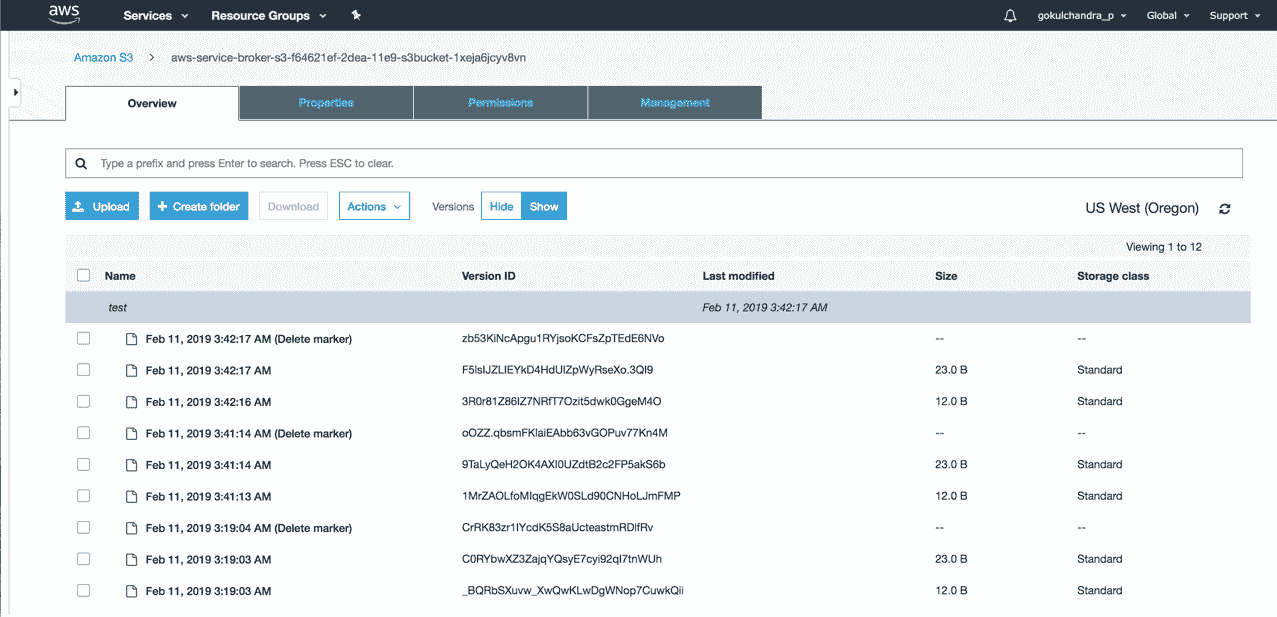 aws Services Resource Groups gokulchandra_p Global Support
Amazon S3 > aws-service-broker-s3-f64621ef-2dea-11e9-s3bucket-1xeja6jcyv8vn
Overview Properties Permissions Management
Type a prefix and press Enter to search. Press ESC to clear.
Upload + Create folder Download Actions Versions Hide Show US West (Oregon)
Viewing 1 to 12
Name Version ID Last modified Size Storage class
test Feb 11, 2019 3:42:17 AM
Feb 11, 2019 3:42:17 AM (Delete marker) zb53KiNcApgu1RYjsoKCFsZpTEdE6NVo -- --
Feb 11, 2019 3:42:17 AM F5lsIJZLIEYkD4HdUlZpWyRseXo.3QI9 23.0 B Standard
Feb 11, 2019 3:42:16 AM 3R0r81Z86IZ7NRfT7Ozit5dwk0GgeM4O 12.0 B Standard
Feb 11, 2019 3:41:14 AM (Delete marker) oOZZ.qbsmFKlaiEAbb63vGOPuv77Kn4M -- --
Feb 11, 2019 3:41:14 AM 9TaLyQeH2OK4AXl0UZdtB2c2FP5akS6b 23.0 B Standard
Feb 11, 2019 3:41:13 AM 1MrZAOLfoMIqgEkW0SLd90CNHoLJmFMP 12.0 B Standard
Feb 11, 2019 3:19:04 AM (Delete marker) CrRK83zr1IYcdK5S8aUcteastmRDlfRv -- --
Feb 11, 2019 3:19:03 AM C0RYbwXZ3ZajqYQsyE7cyi92qI7tnWUh 23.0 B Standard
Feb 11, 2019 3:19:03 AM _BQRbSXuvw_XwQwKLwDgWNop7CuwkQii 12.0 B Standard